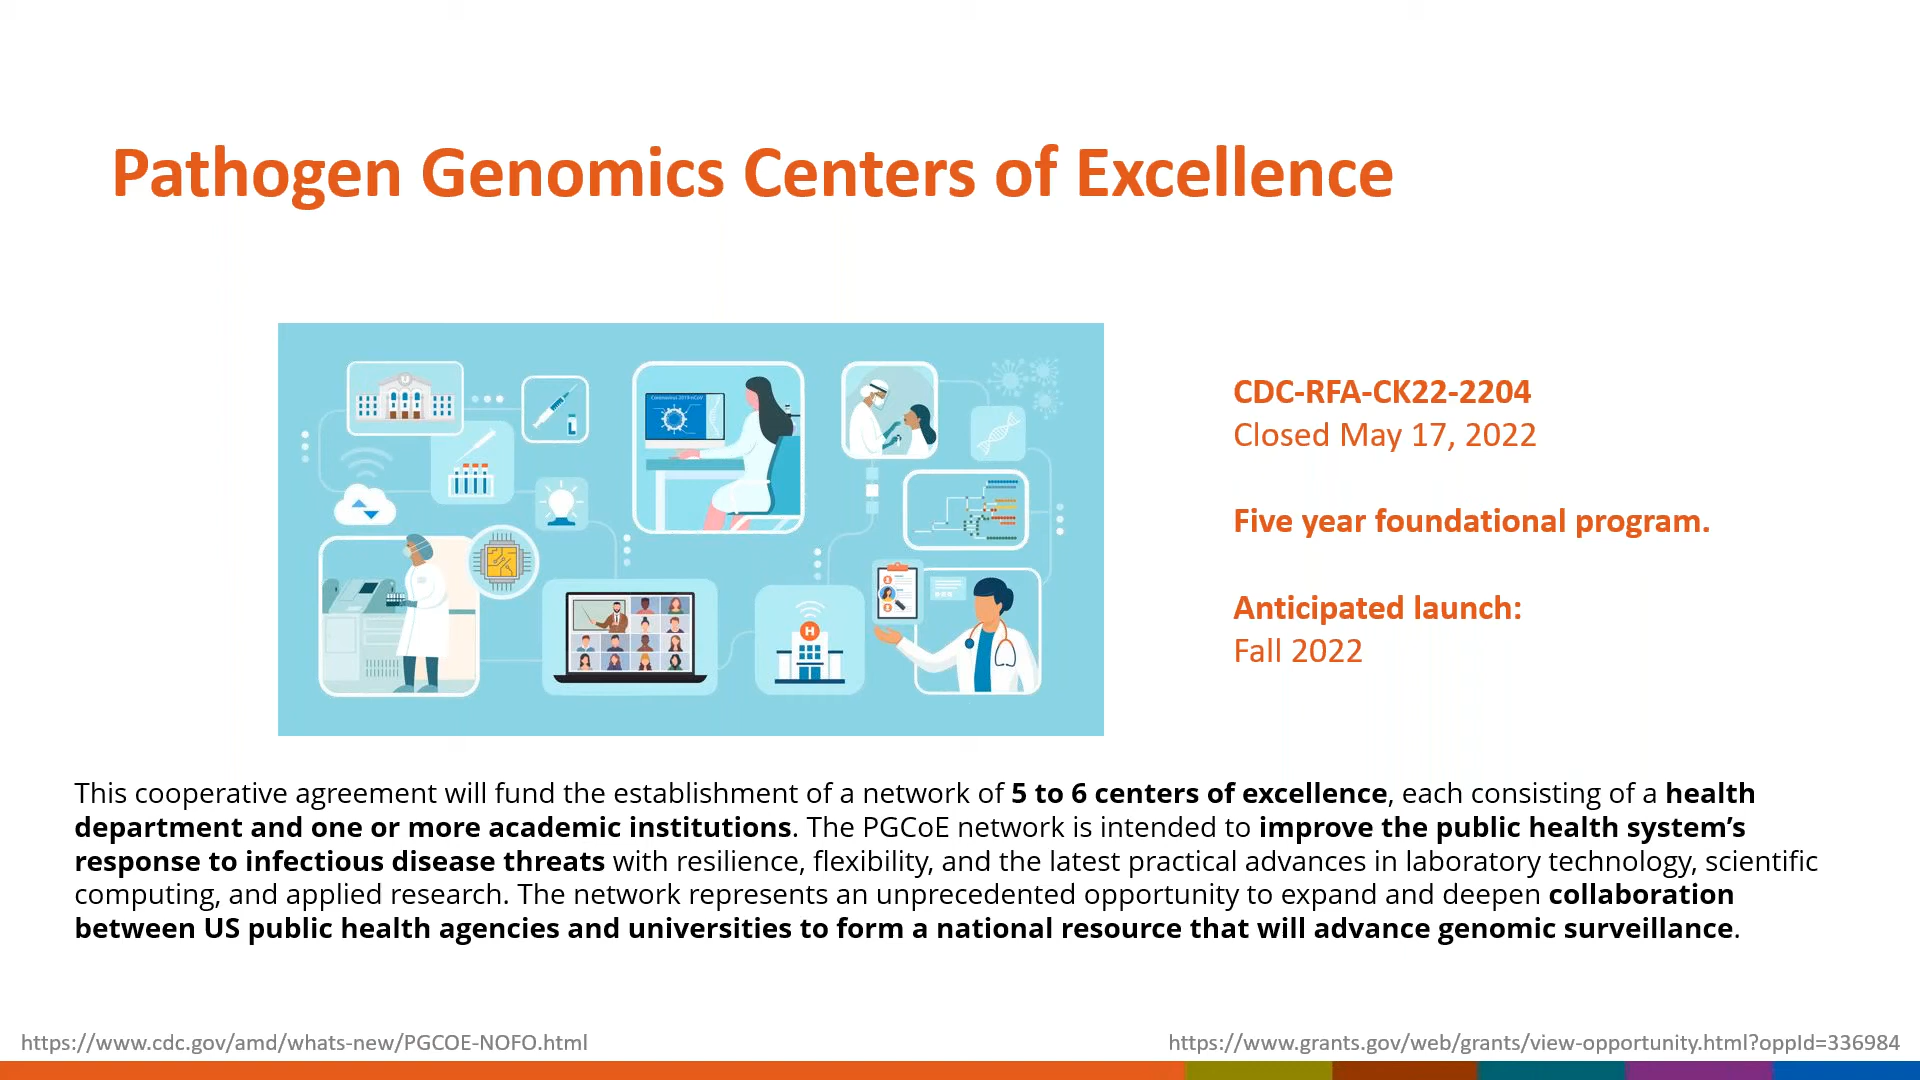 Pathogen Genomics Centers of Excellence
Coronavirus 2019-nCoV
H
CDC-RFA-CK22-2204
Closed May 17, 2022
Five year foundational program.
Anticipated launch:
Fall 2022
This cooperative agreement will fund the establishment of a network of 5 to 6 centers of excellence, each consisting of a health
department and one or more academic institutions. The PGCoE network is intended to improve the public health system’s
response to infectious disease threats with resilience, flexibility, and the latest practical advances in laboratory technology, scientific
computing, and applied research. The network represents an unprecedented opportunity to expand and deepen collaboration
between US public health agencies and universities to form a national resource that will advance genomic surveillance.
https://www.cdc.gov/amd/whats-new/PGCOE-NOFO.html
https://www.grants.gov/web/grants/view-opportunity.html?oppId=336984